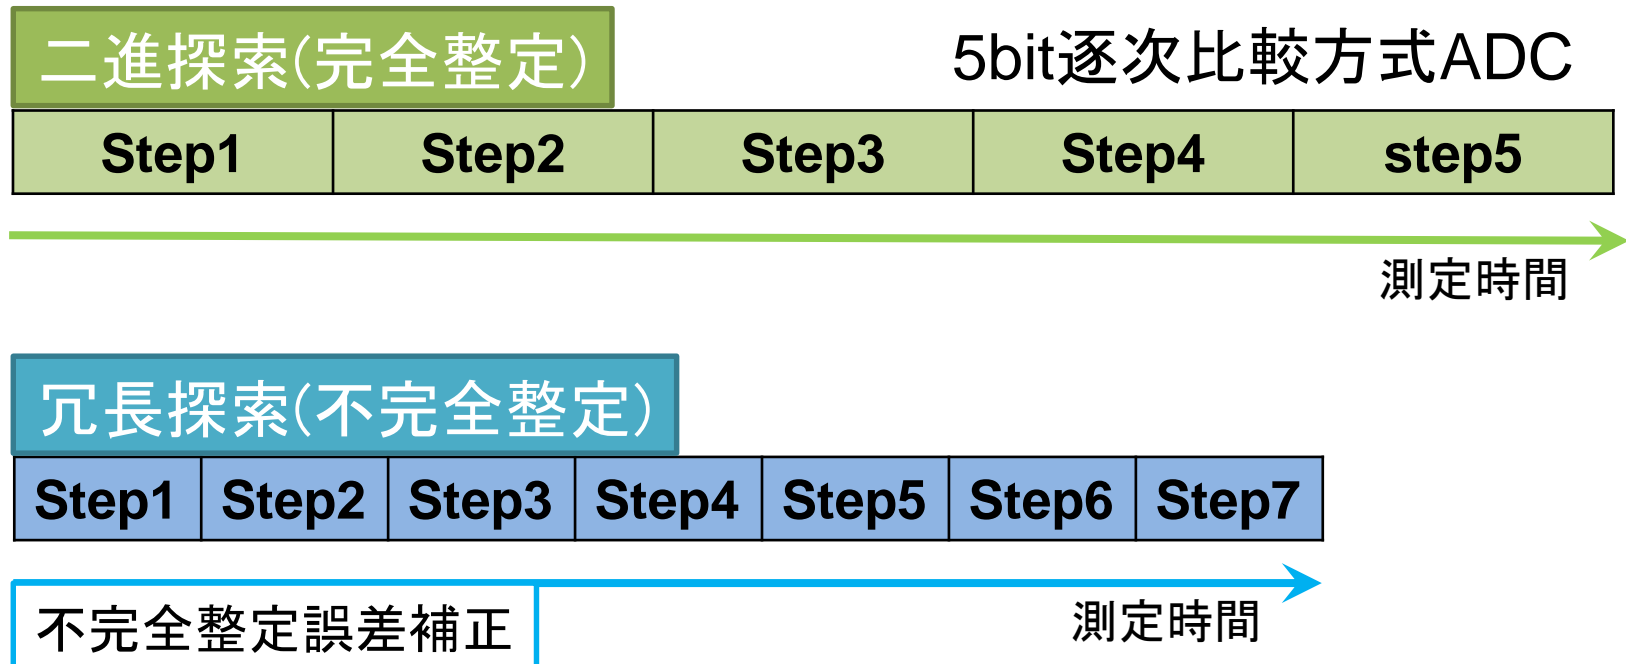 二進探索(完全整定)
5bit逐次比較方式ADC
Step1 Step2 Step3 Step4 step5
測定時間
冗長探索(不完全整定)
Step1 Step2 Step3 Step4 Step5 Step6 Step7
測定時間
不完全整定誤差補正